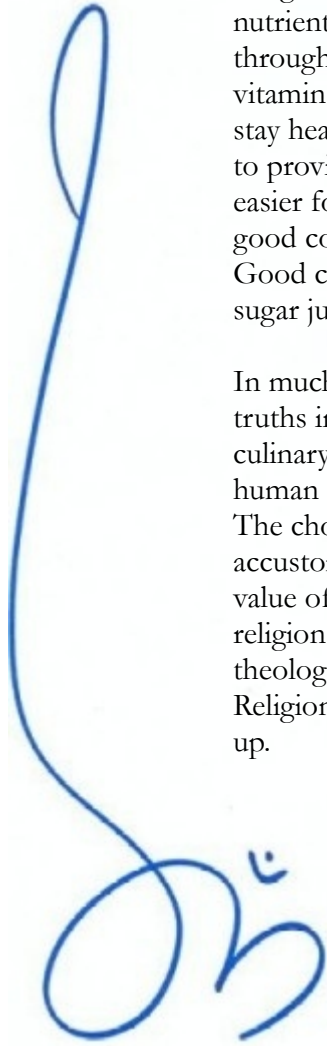 nutrient
through
vitamin
stay hea
to provi
easier fo
good co
Good c
sugar ju
In much
truths in
culinary
human
The cho
accustor
value of
religion
theolog
Religion
up.